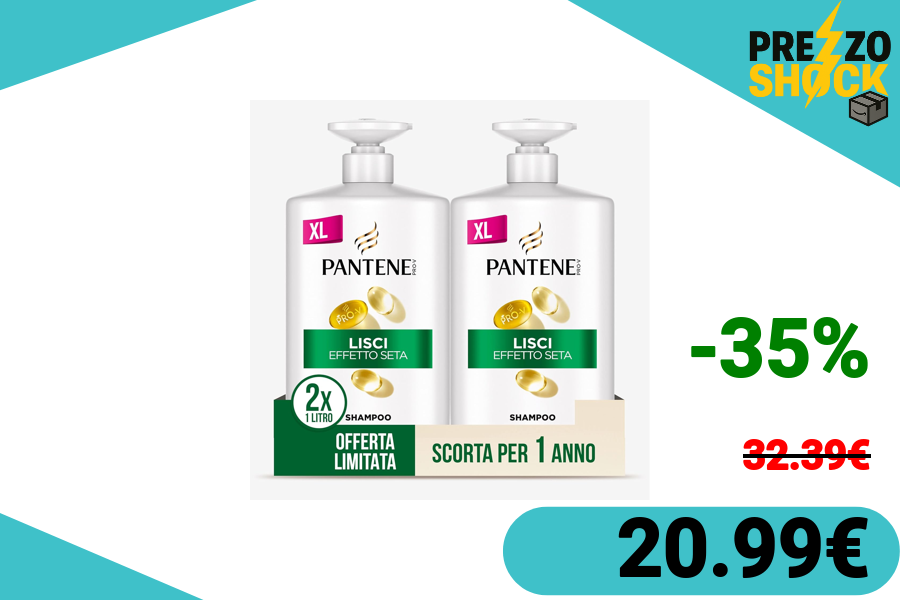 PREZZO
SHOCK
XL
PANTENE
PRO-V
PRO-V
LISCI
EFFETTO SETA
SHAMPOO
XL
PANTENE
PRO-V
LISCI
EFFETTO SETA
SHAMPOO
2X
1 LITRO
OFFERTA
LIMITATA
SCORTA PER 1 ANNO
-35%
32.39€
20.99€